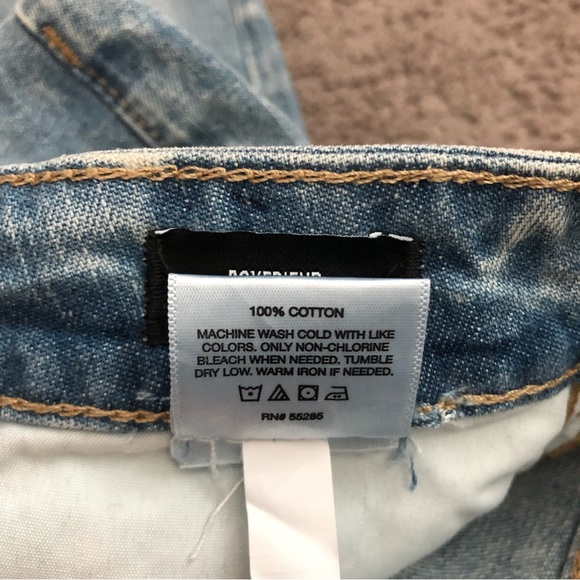 100% COTTON
MACHINE WASH COLD WITH LIKE
COLORS. ONLY NON-CHLORINE
BLEACH WHEN NEEDED. TUMBLE
DRY LOW. WARM IRON IF NEEDED.
RN# 55285